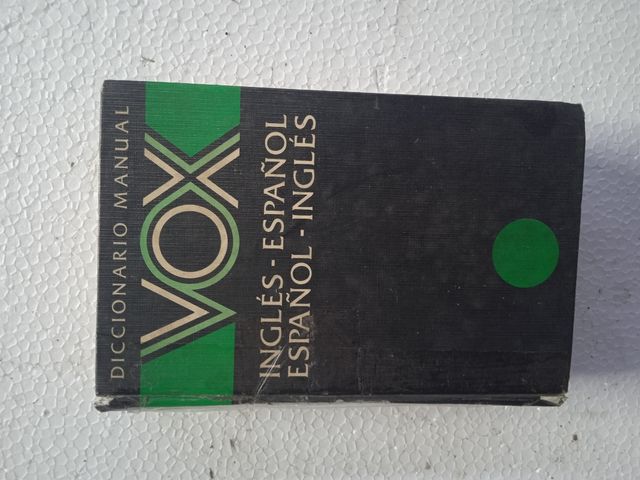 DICCIONARIO MANUAL
VOX
INGLÉS - ESPAÑOL
ESPAÑOL - INGLÉS